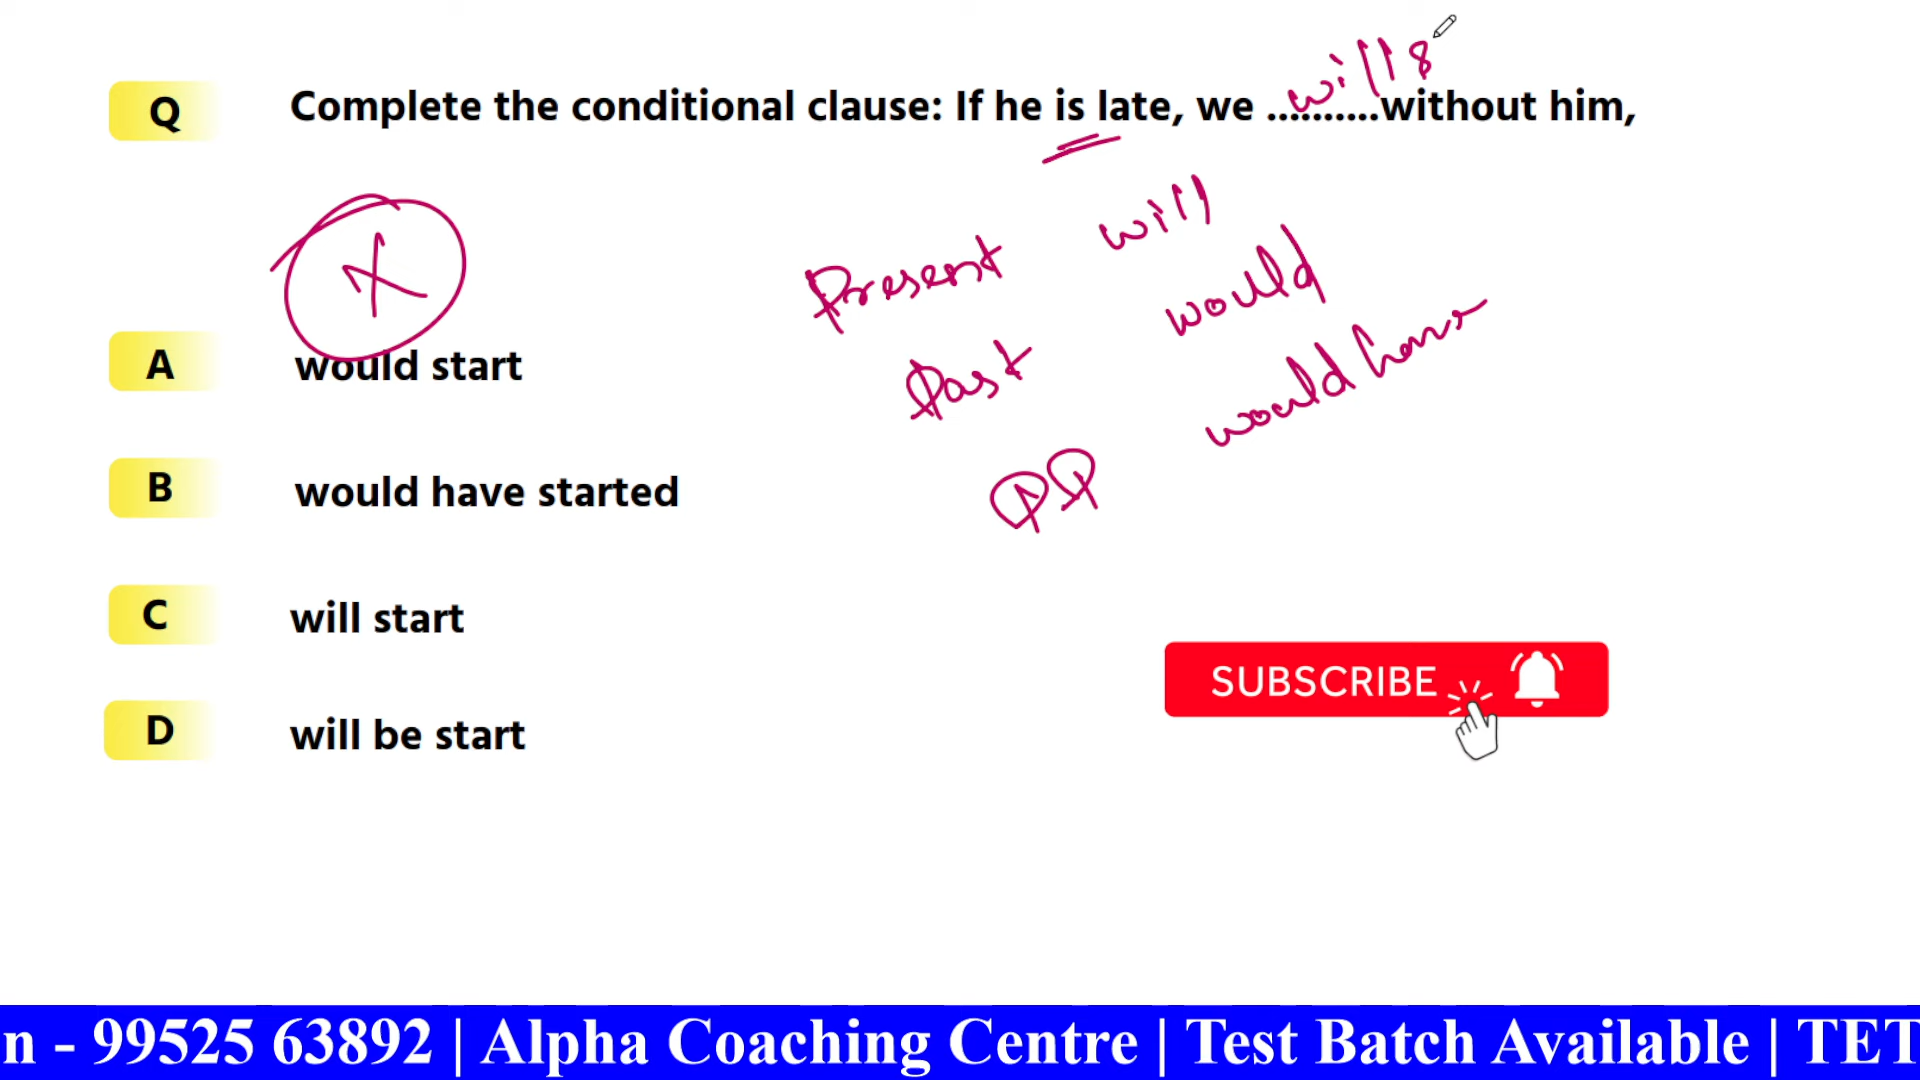 will s
Q Complete the conditional clause: If he is late, we ..........without him,
Present will
Past would
PP would have
A would start
B would have started
C will start
D will be start
SUBSCRIBE
n - 99525 63892 | Alpha Coaching Centre | Test Batch Available | TET